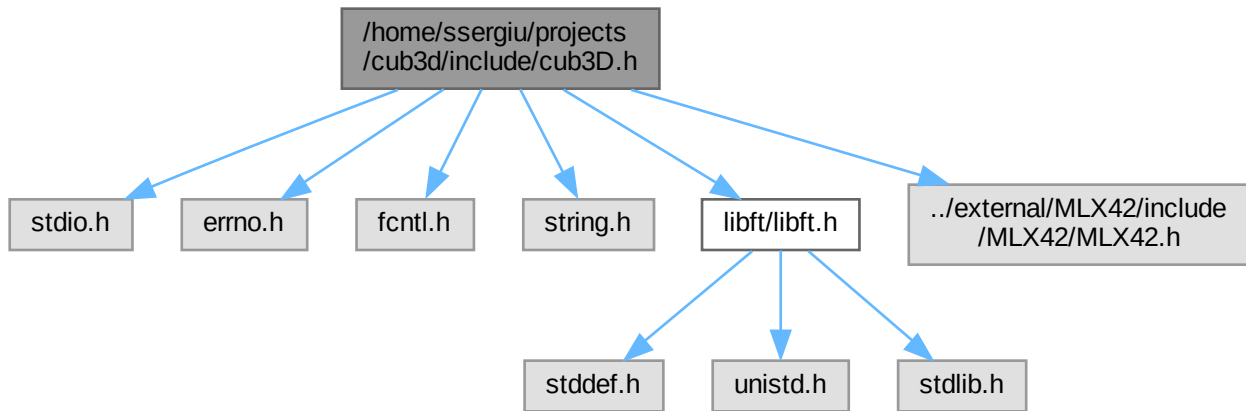 /home/ssergiu/projects
/cub3d/include/cub3D.h
stdio.h
errno.h
fcntl.h
string.h
libft/libft.h
../external/MLX42/include
/MLX42/MLX42.h
stddef.h
unistd.h
stdlib.h